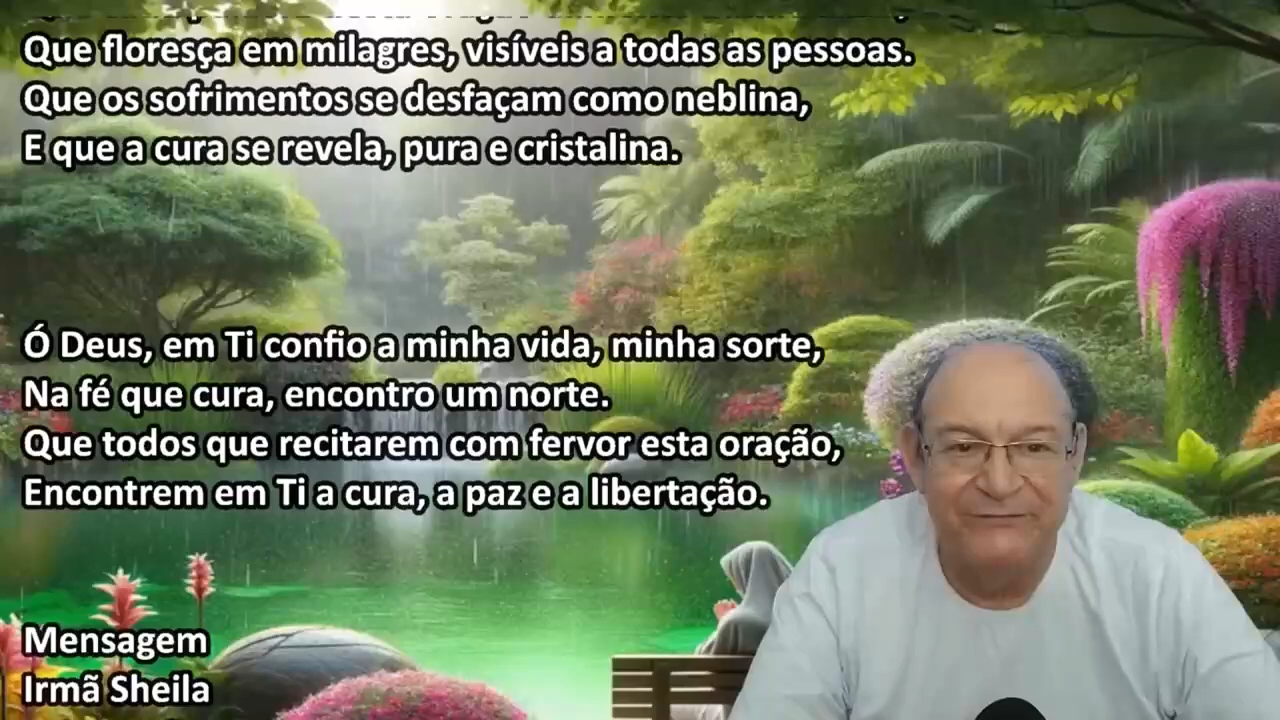 Que floresça em milagres, visíveis a todas as pessoas.
Que os sofrimentos se desfaçam como neblina,
E que a cura se revela, pura e cristalina.
Ó Deus, em Ti confio a minha vida, minha sorte,
Na fé que cura, encontro um norte.
Que todos que recitarem com fervor esta oração,
Encontrem em Ti a cura, a paz e a libertação.
Mensagem
Irmã Sheila